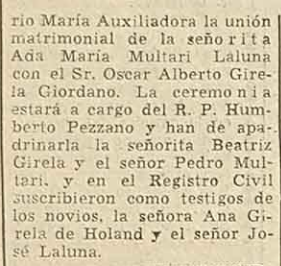 rio María Auxiliadora la unión
matrimonial de la señorita
Ada María Multari Laluna
con el Sr. Oscar Alberto Gire-
la Giordano. La ceremonia
estará a cargo del R. P. Hum-
berto Pezzano y han de apa-
drinarla la señorita Beatriz
Girela y el señor Pedro Mul-
tari, y en el Registro Civil
suscribieron como testigos de
los novios, la señora Ana Gi-
rela de Holand y el señor Jo-
sé Laluna.